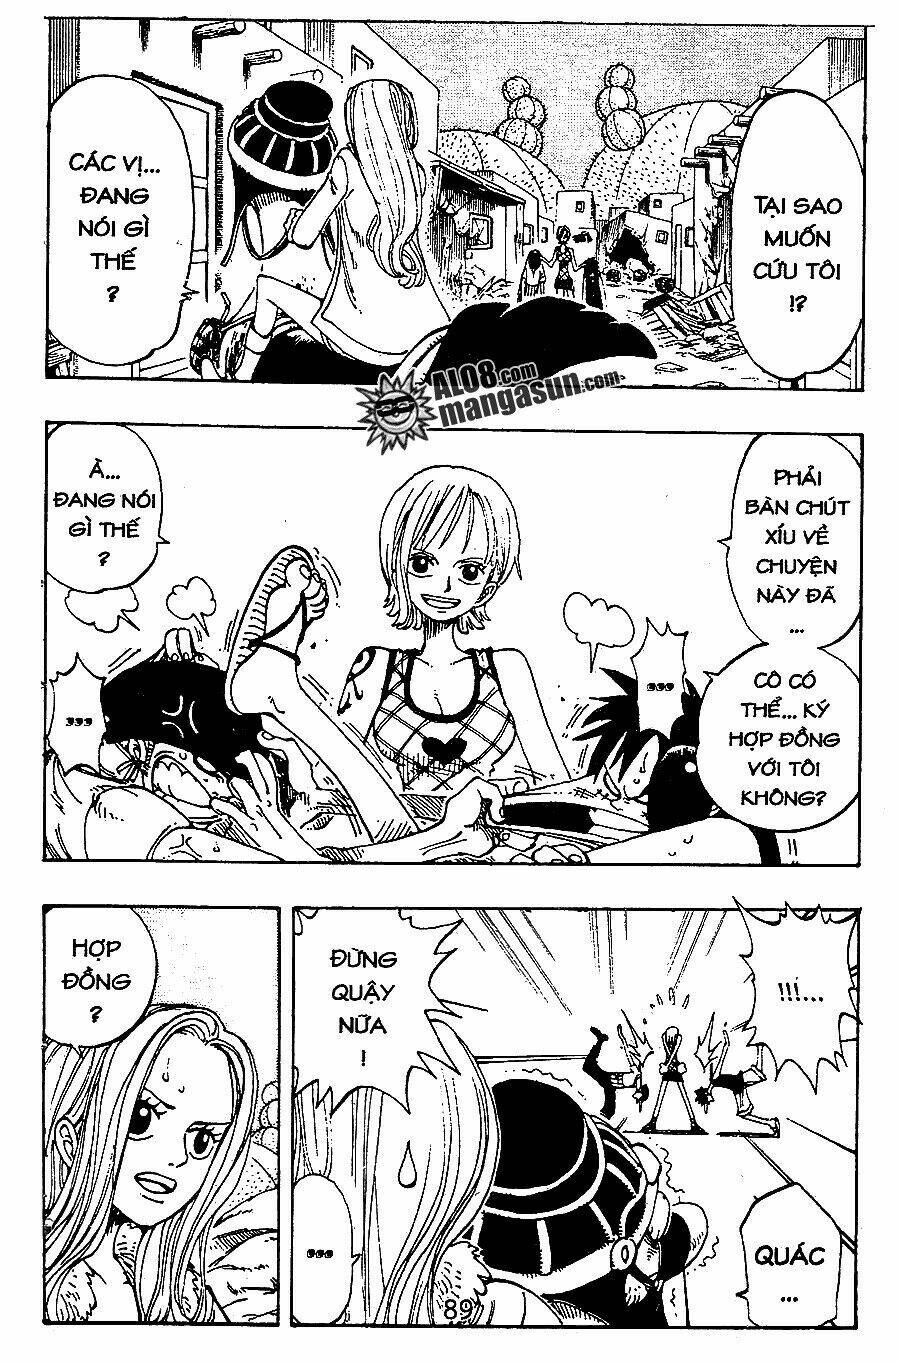 TẠI SAO
MUỐN
CỨU TÔI
!?
CÁC VỊ...
ĐANG
NÓI GÌ
THẾ
?
AL08.com
mangasun.com
PHẢI
BÀN CHÚT
XÍU VỀ
CHUYỆN
NÀY ĐÃ
...
CÔ CÓ
THỂ... KÝ
HỢP ĐỒNG
VỚI TÔI
KHÔNG?
À...
ĐANG NÓI
GÌ THẾ
?
!!!...
ĐỪNG
QUẬY
NỮA
!
QUÁC
...
HỢP
ĐỒNG
?
89